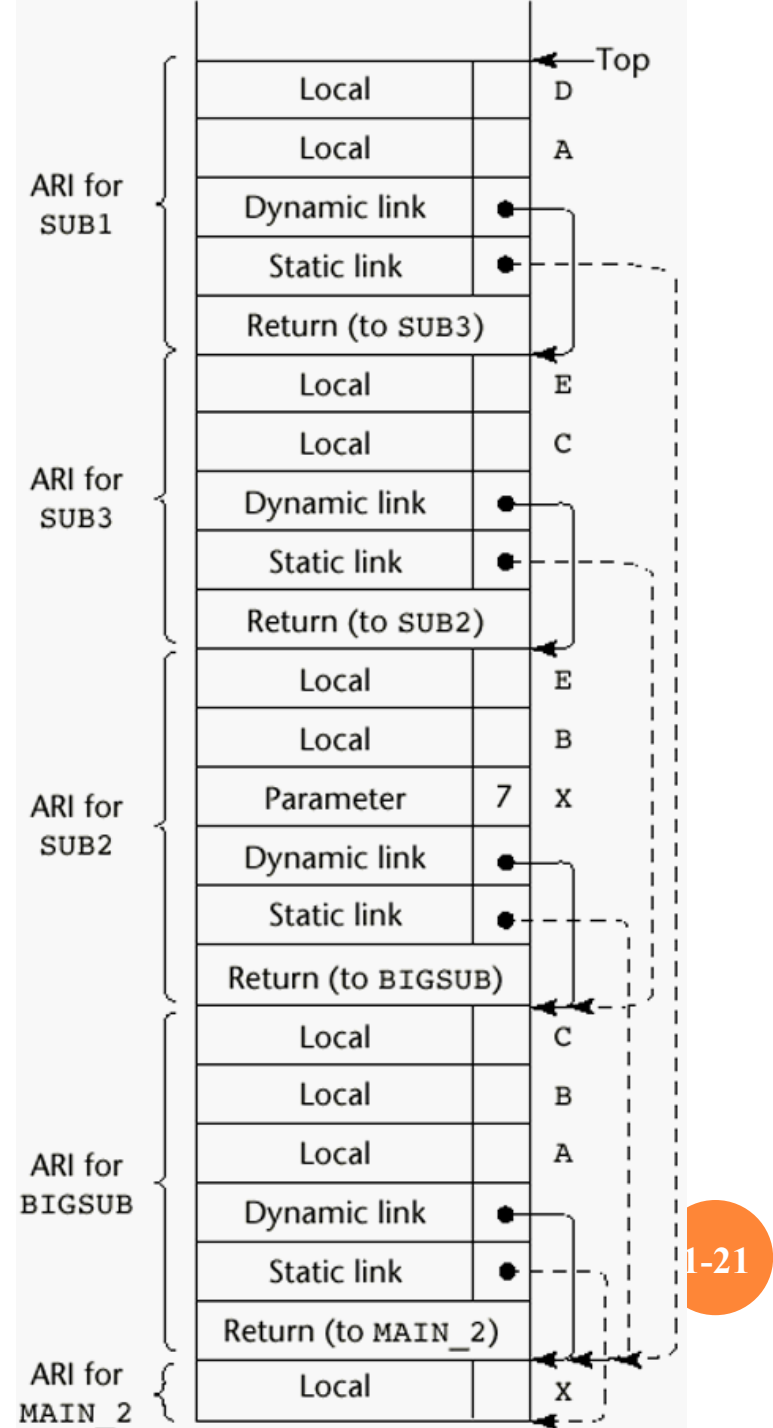 Top
Local D
Local A
ARI for
SUB1
Dynamic link
Static link
Return (to SUB3)
Local E
Local C
ARI for
SUB3
Dynamic link
Static link
Return (to SUB2)
Local E
Local B
Parameter 7 X
ARI for
SUB2
Dynamic link
Static link
Return (to BIGSUB)
Local C
Local B
Local A
ARI for
BIGSUB
Dynamic link
Static link
1-21
Return (to MAIN_2)
ARI for
MAIN_2
Local X